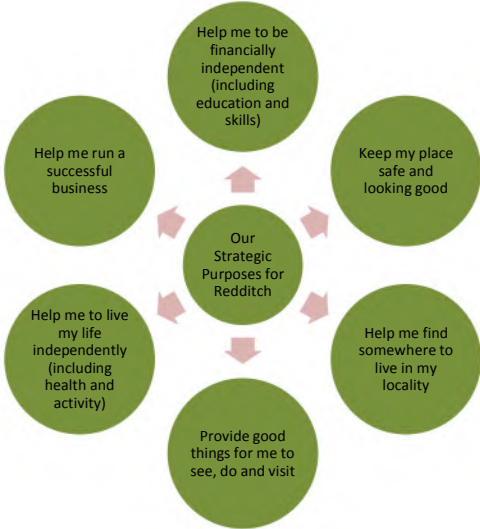 Help me to be
financially
independent
(including
education and
skills)
Keep my place
safe and
looking good
Help me find
somewhere to
live in my
locality
Provide good
things for me to
see, do and visit
Help me to live
my life
independently
(including
health and
activity)
Help me run a
successful
business
Our
Strategic
Purposes for
Redditch